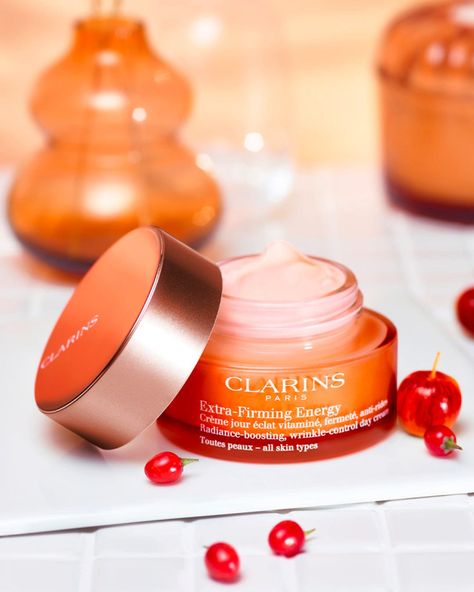 CLARINS
CLARINS
PARIS
Extra-Firming Energy
Crème jour éclat vitaminé, fermeté, anti-rides
Radiance-boosting, wrinkle-control day cream
Toutes peaux – all skin types